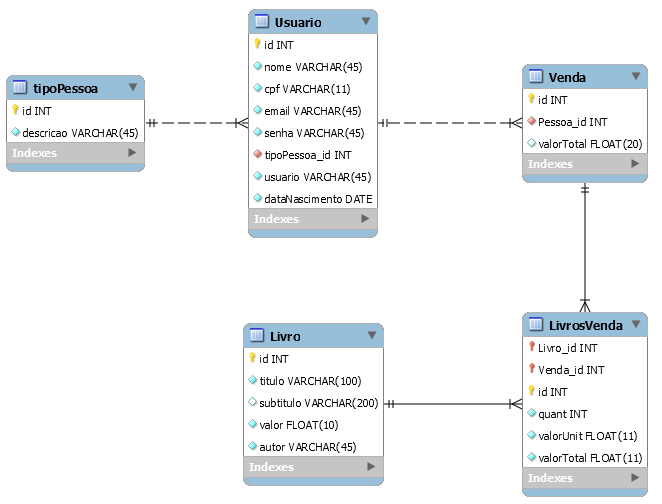 tipoPessoa
id INT
descricao VARCHAR(45)
Indexes
Usuario
id INT
nome VARCHAR(45)
cpf VARCHAR(11)
email VARCHAR(45)
senha VARCHAR(45)
tipoPessoa_id INT
usuario VARCHAR(45)
dataNascimento DATE
Indexes
Venda
id INT
Pessoa_id INT
valorTotal FLOAT(20)
Indexes
Livro
id INT
titulo VARCHAR(100)
subtitulo VARCHAR(200)
valor FLOAT(10)
autor VARCHAR(45)
Indexes
LivrosVenda
Livro_id INT
Venda_id INT
id INT
quant INT
valorUnit FLOAT(11)
valorTotal FLOAT(11)
Indexes